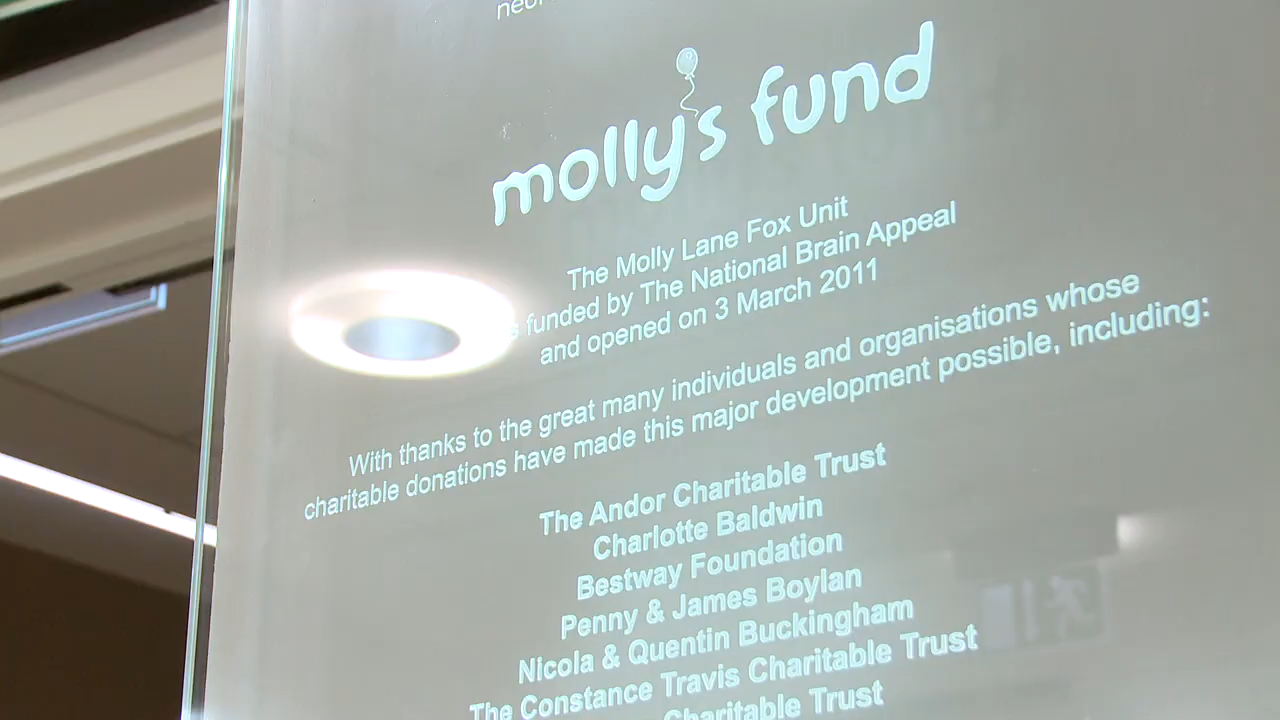 molly's fund
The Molly Lane Fox Unit
funded by The National Brain Appeal
and opened on 3 March 2011
With thanks to the great many individuals and organisations whose
charitable donations have made this major development possible, including:
The Andor Charitable Trust
Charlotte Baldwin
Bestway Foundation
Penny & James Boylan
Nicola & Quentin Buckingham
The Constance Travis Charitable Trust
Charitable Trust